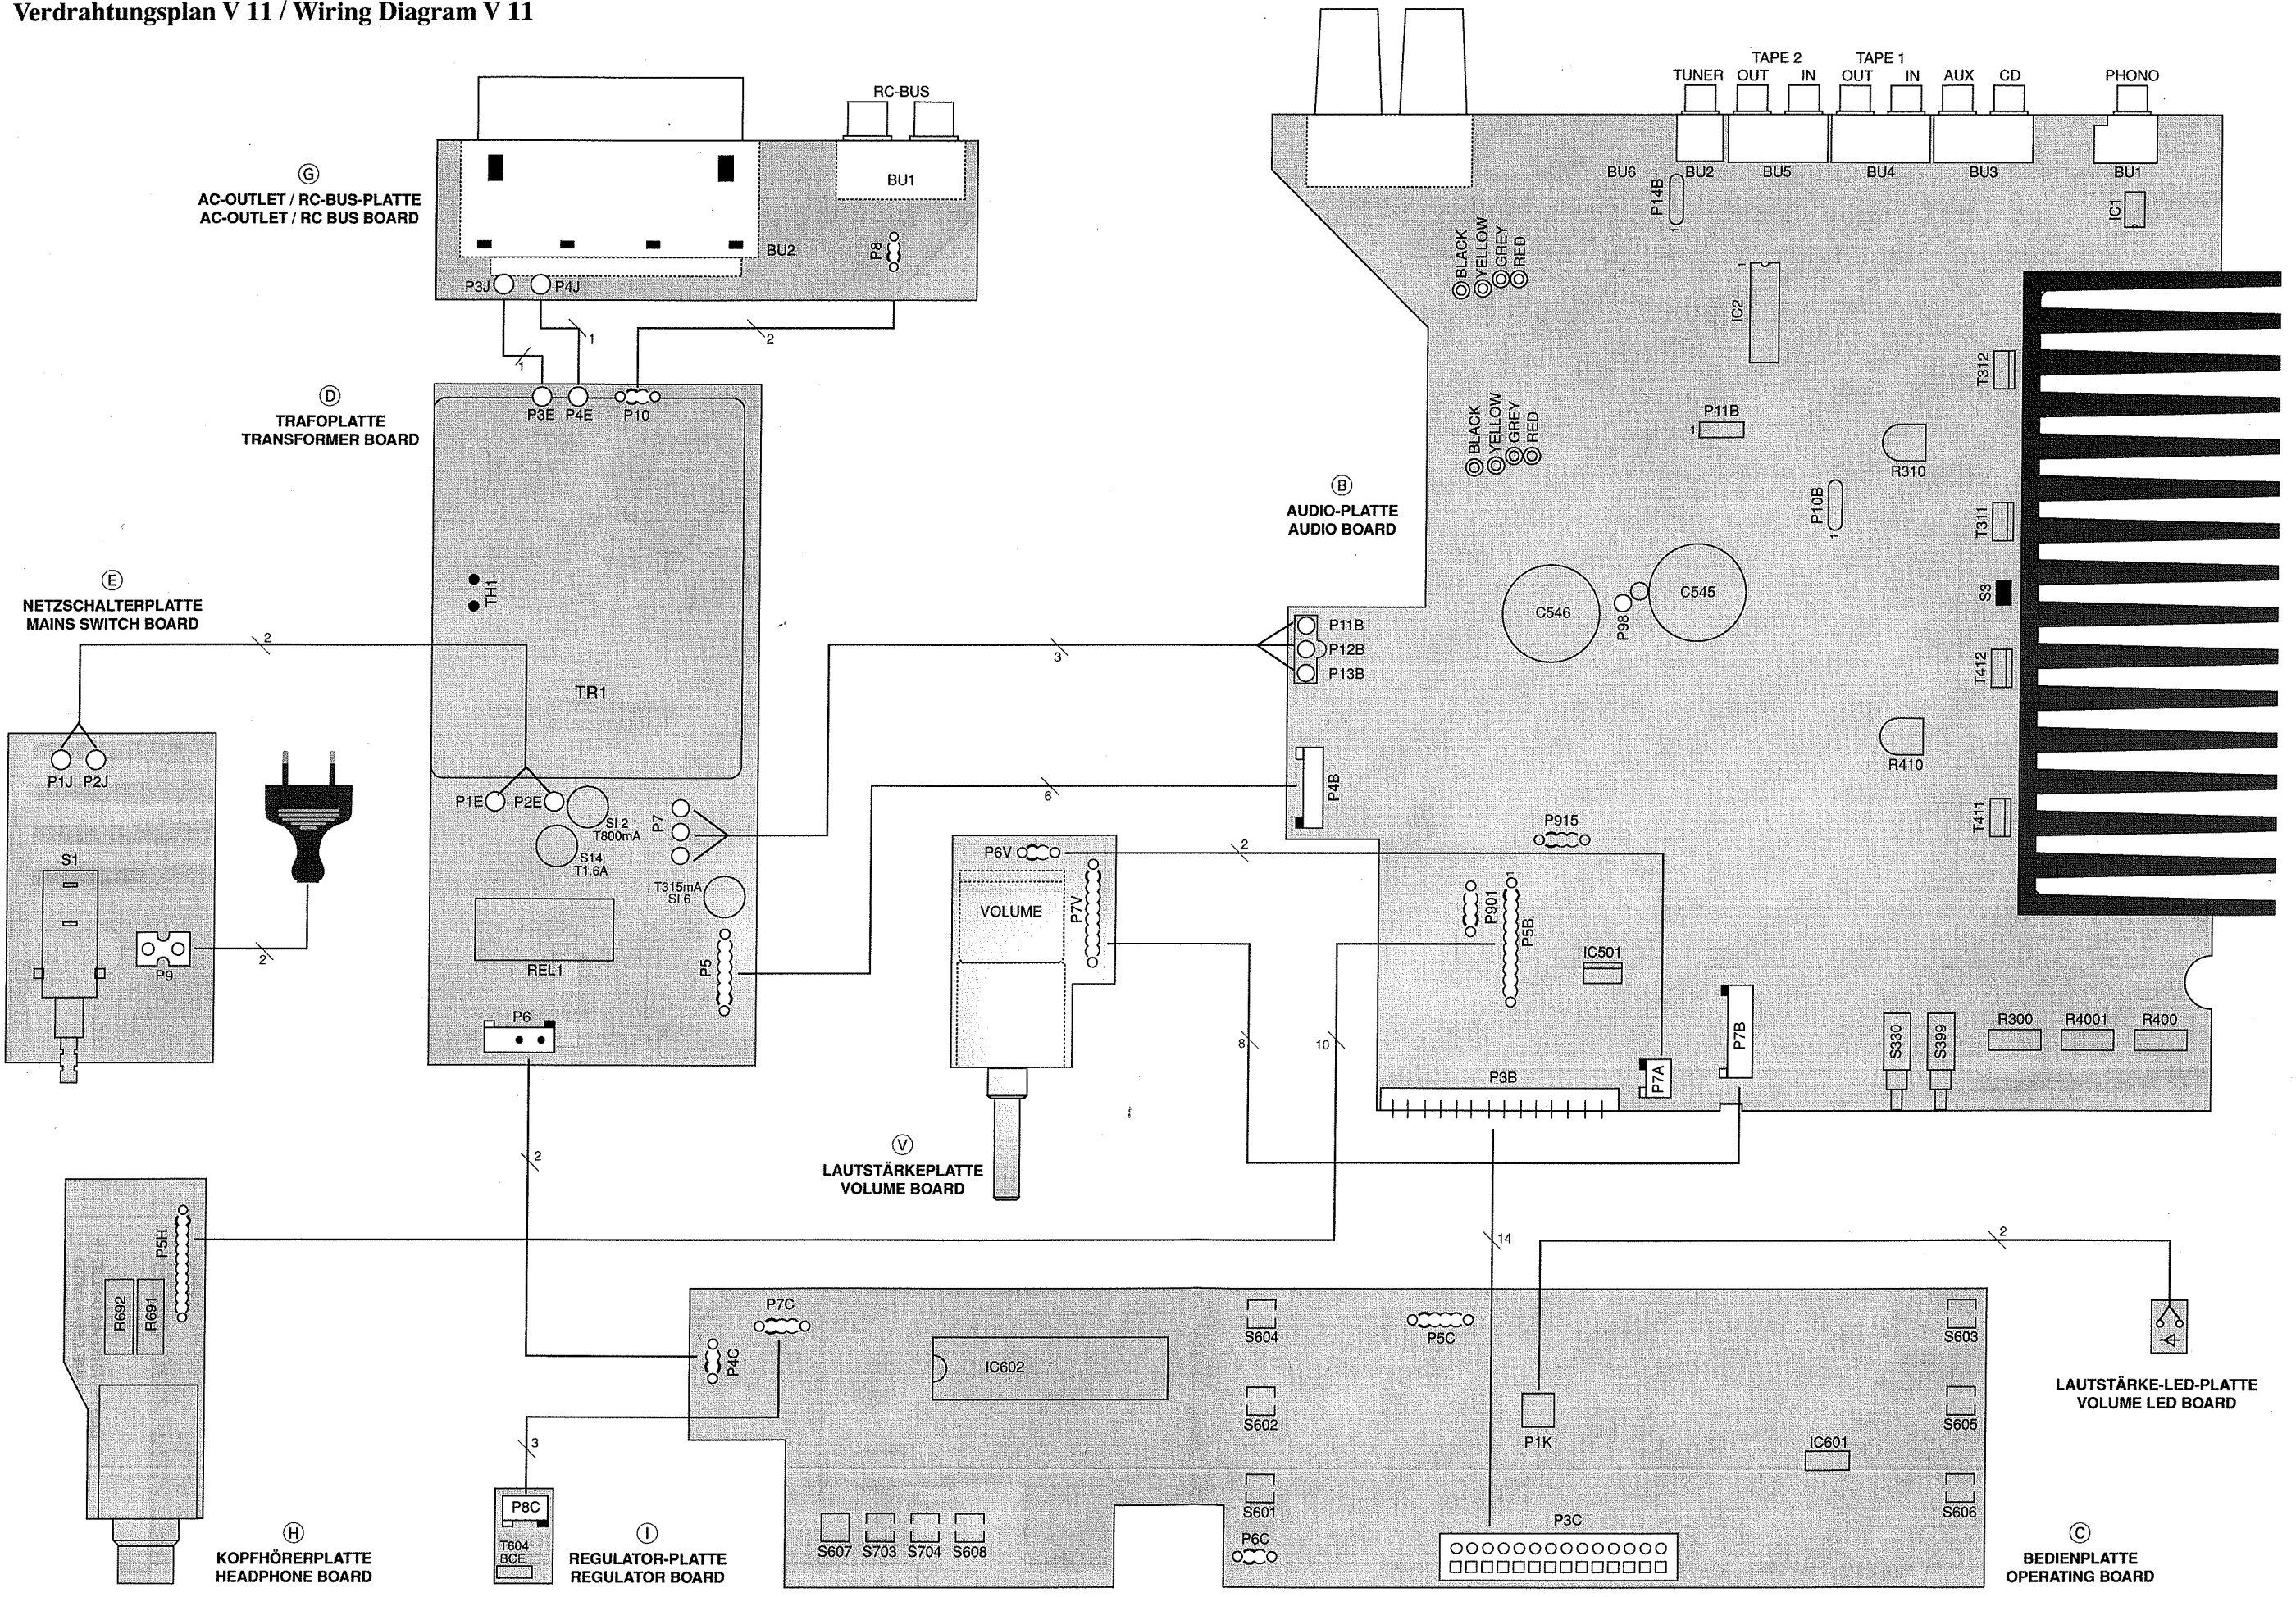 Verdrahtungsplan V 11 / Wiring Diagram V 11
RC-BUS
BU1
BU2
P8
P3J
P4J
G
AC-OUTLET / RC-BUS-PLATTE
AC-OUTLET / RC BUS BOARD
1
1
2
D
TRAFOPLATTE
TRANSFORMER BOARD
P3E
P4E
P10
TH1
TR1
P1E
P2E
SI 2
T800mA
S14
T1.6A
P7
T315mA
SI 6
REL1
P5
P6
E
NETZSCHALTERPLATTE
MAINS SWITCH BOARD
2
P1J
P2J
S1
P9
2
TAPE 2
TAPE 1
TUNER
OUT
IN
OUT
IN
AUX
CD
PHONO
BU6
BU2
BU5
BU4
BU3
BU1
P14B
1
IC1
BLACK
YELLOW
GREY
RED
1
IC2
T312
BLACK
YELLOW
GREY
RED
P11B
1
R310
P10B
1
T311
B
AUDIO-PLATTE
AUDIO BOARD
C546
P98
C545
S3
P11B
P12B
P13B
3
T412
R410
P4B
6
T411
P915
P6V
2
P7V
VOLUME
P901
1
P5B
IC501
8
10
P7B
P7A
P3B
S330
S399
R300
R4001
R400
V
LAUTSTÄRKEPLATTE
VOLUME BOARD
2
14
2
P5H
R692
R691
H
KOPFHÖRERPLATTE
HEADPHONE BOARD
3
P8C
T604
BCE
I
REGULATOR-PLATTE
REGULATOR BOARD
P7C
P4C
IC602
S604
S602
S601
P6C
S607
S703
S704
S608
P5C
P1K
IC601
P3C
S603
S605
S606
LAUTSTÄRKE-LED-PLATTE
VOLUME LED BOARD
C
BEDIENPLATTE
OPERATING BOARD